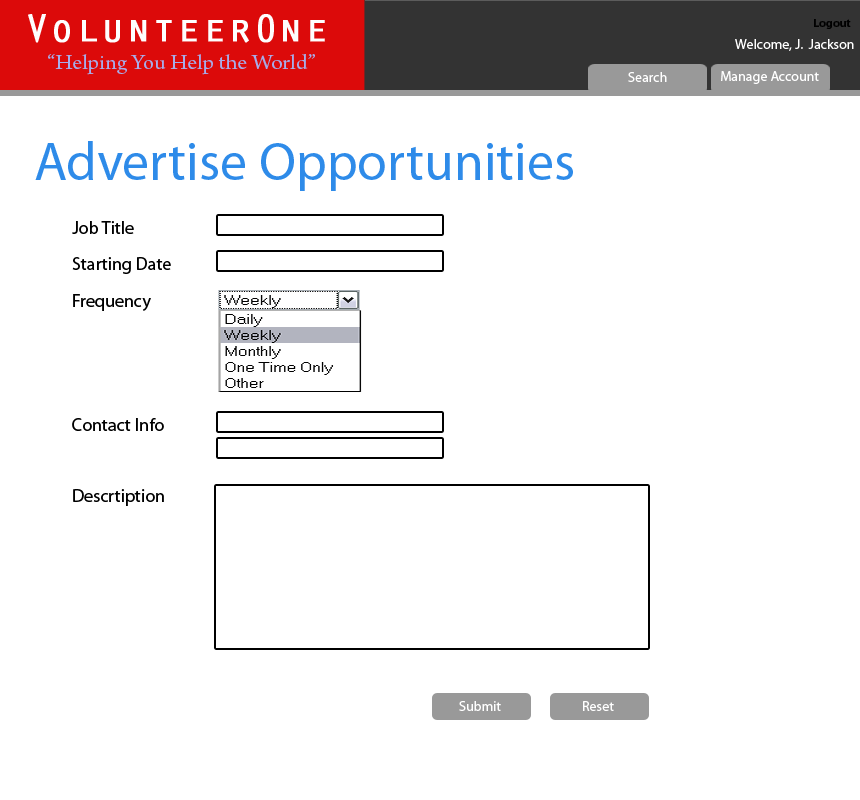 VOLUNTEERONE
“Helping You Help the World”
Logout
Welcome, J. Jackson
Search
Manage Account
Advertise Opportunities
Job Title
Starting Date
Frequency
Weekly
Daily
Weekly
Monthly
One Time Only
Other
Contact Info
Descrtiption
Submit
Reset